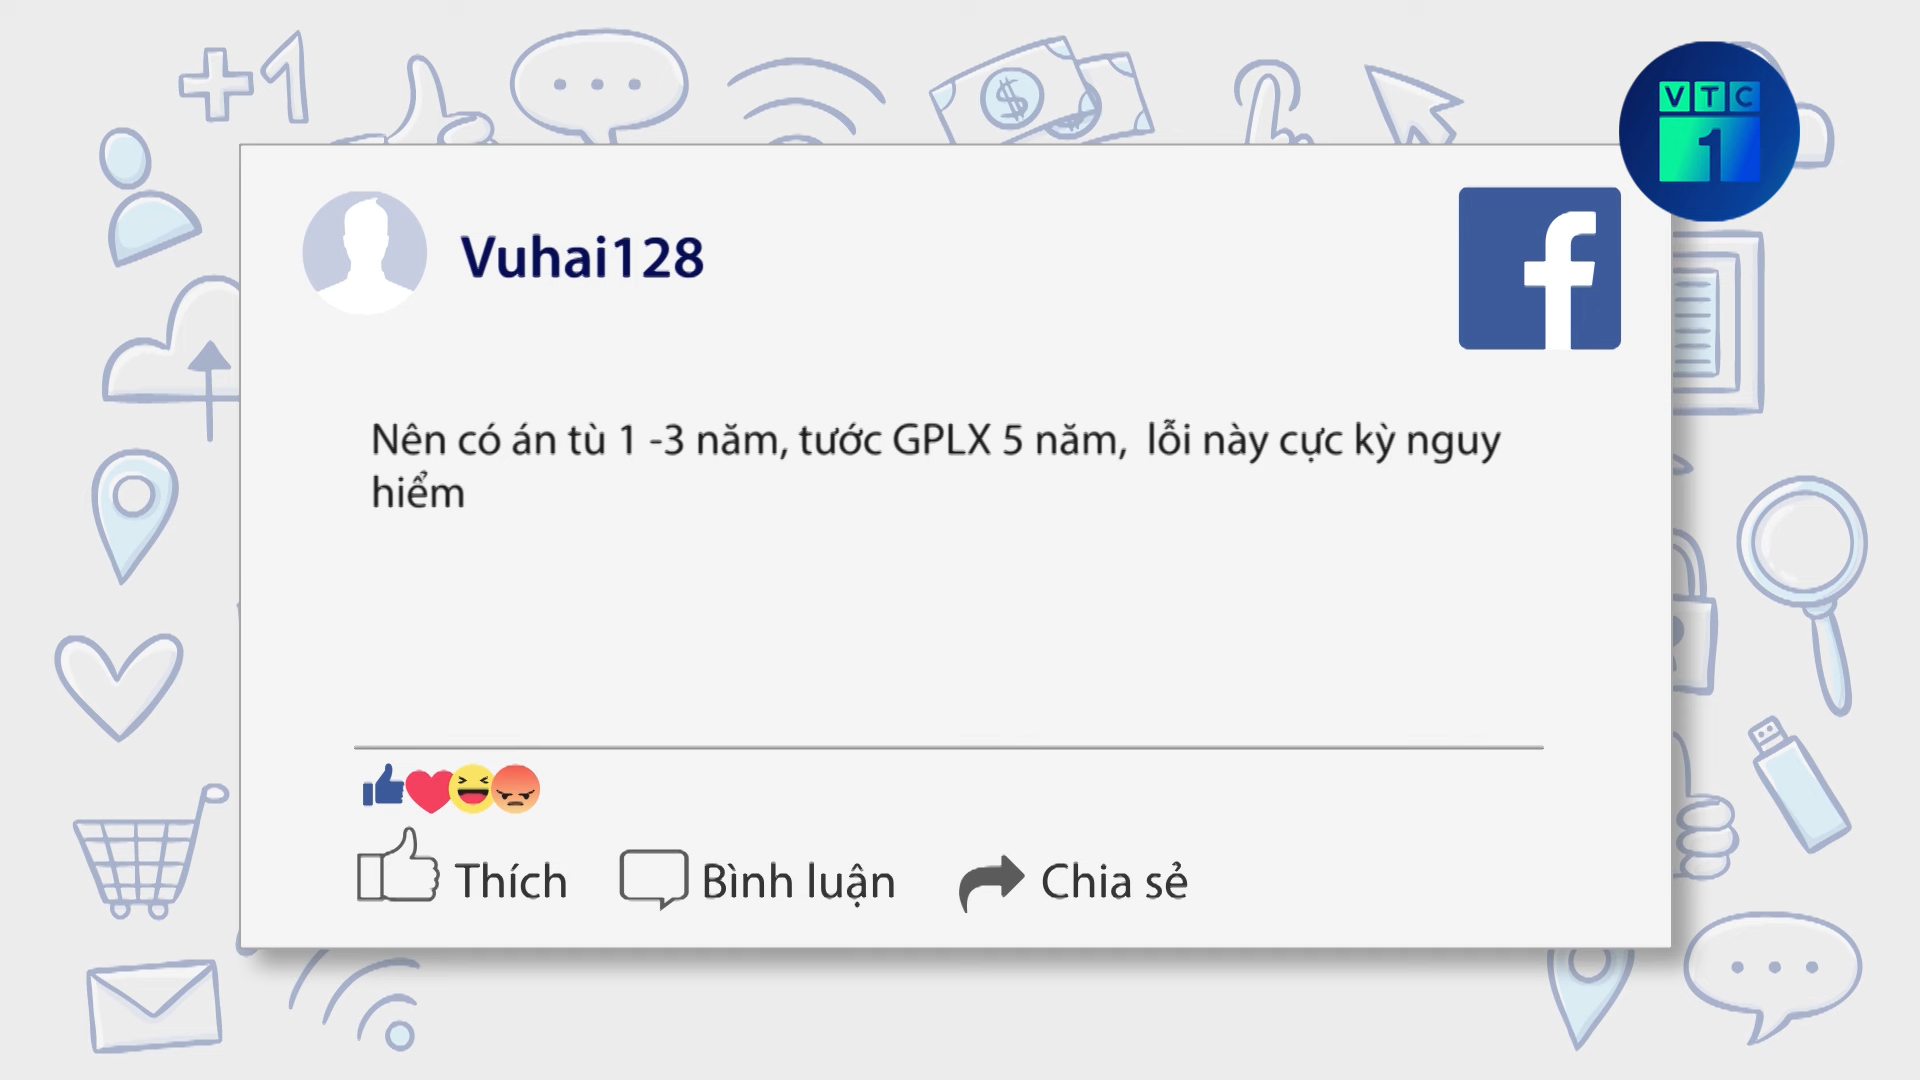 +1
VTC
1
Vuhai128
f
Nên có án tù 1 -3 năm, tước GPLX 5 năm,  lỗi này cực kỳ nguy
hiểm
Thích
Bình luận
Chia sẻ